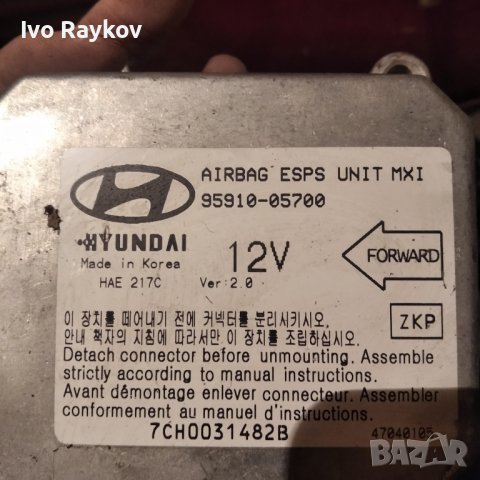 Ivo Raykov
AIRBAG ESPS UNIT MXI
95910-05700
HYUNDAI
Made in Korea
HAE 217C
12V
Ver: 2.0
FORWARD
ZKP
이 장치를 떼어내기 전에 커넥터를 분리시키시오.
안내 책자의 지침에 따라서만 이 장치를 조립하십시오.
Detach connector before unmounting. Assemble
strictly according to manual instructions.
Avant démontage enlever connecteur. Assembler
conformement au manuel d'instructions.
7CH0031482B
47040105
BAZAR